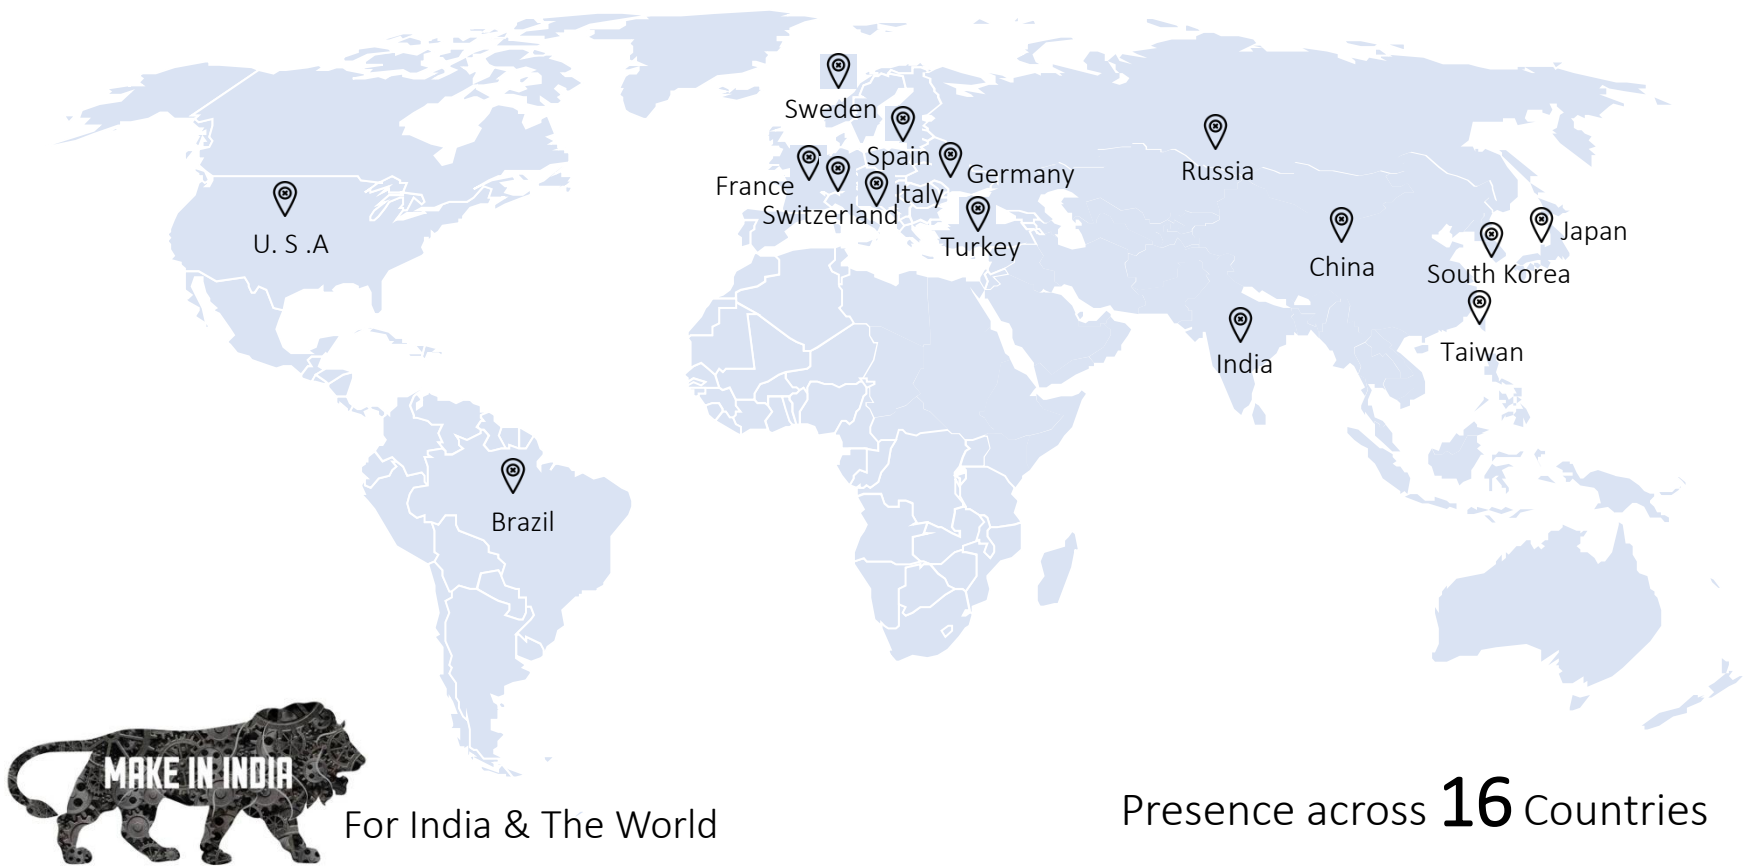 Sweden
Spain
Germany
Russia
France
Italy
Switzerland
U. S .A
Turkey
China
Japan
South Korea
India
Taiwan
Brazil
MAKE IN INDIA
For India & The World
Presence across 16 Countries